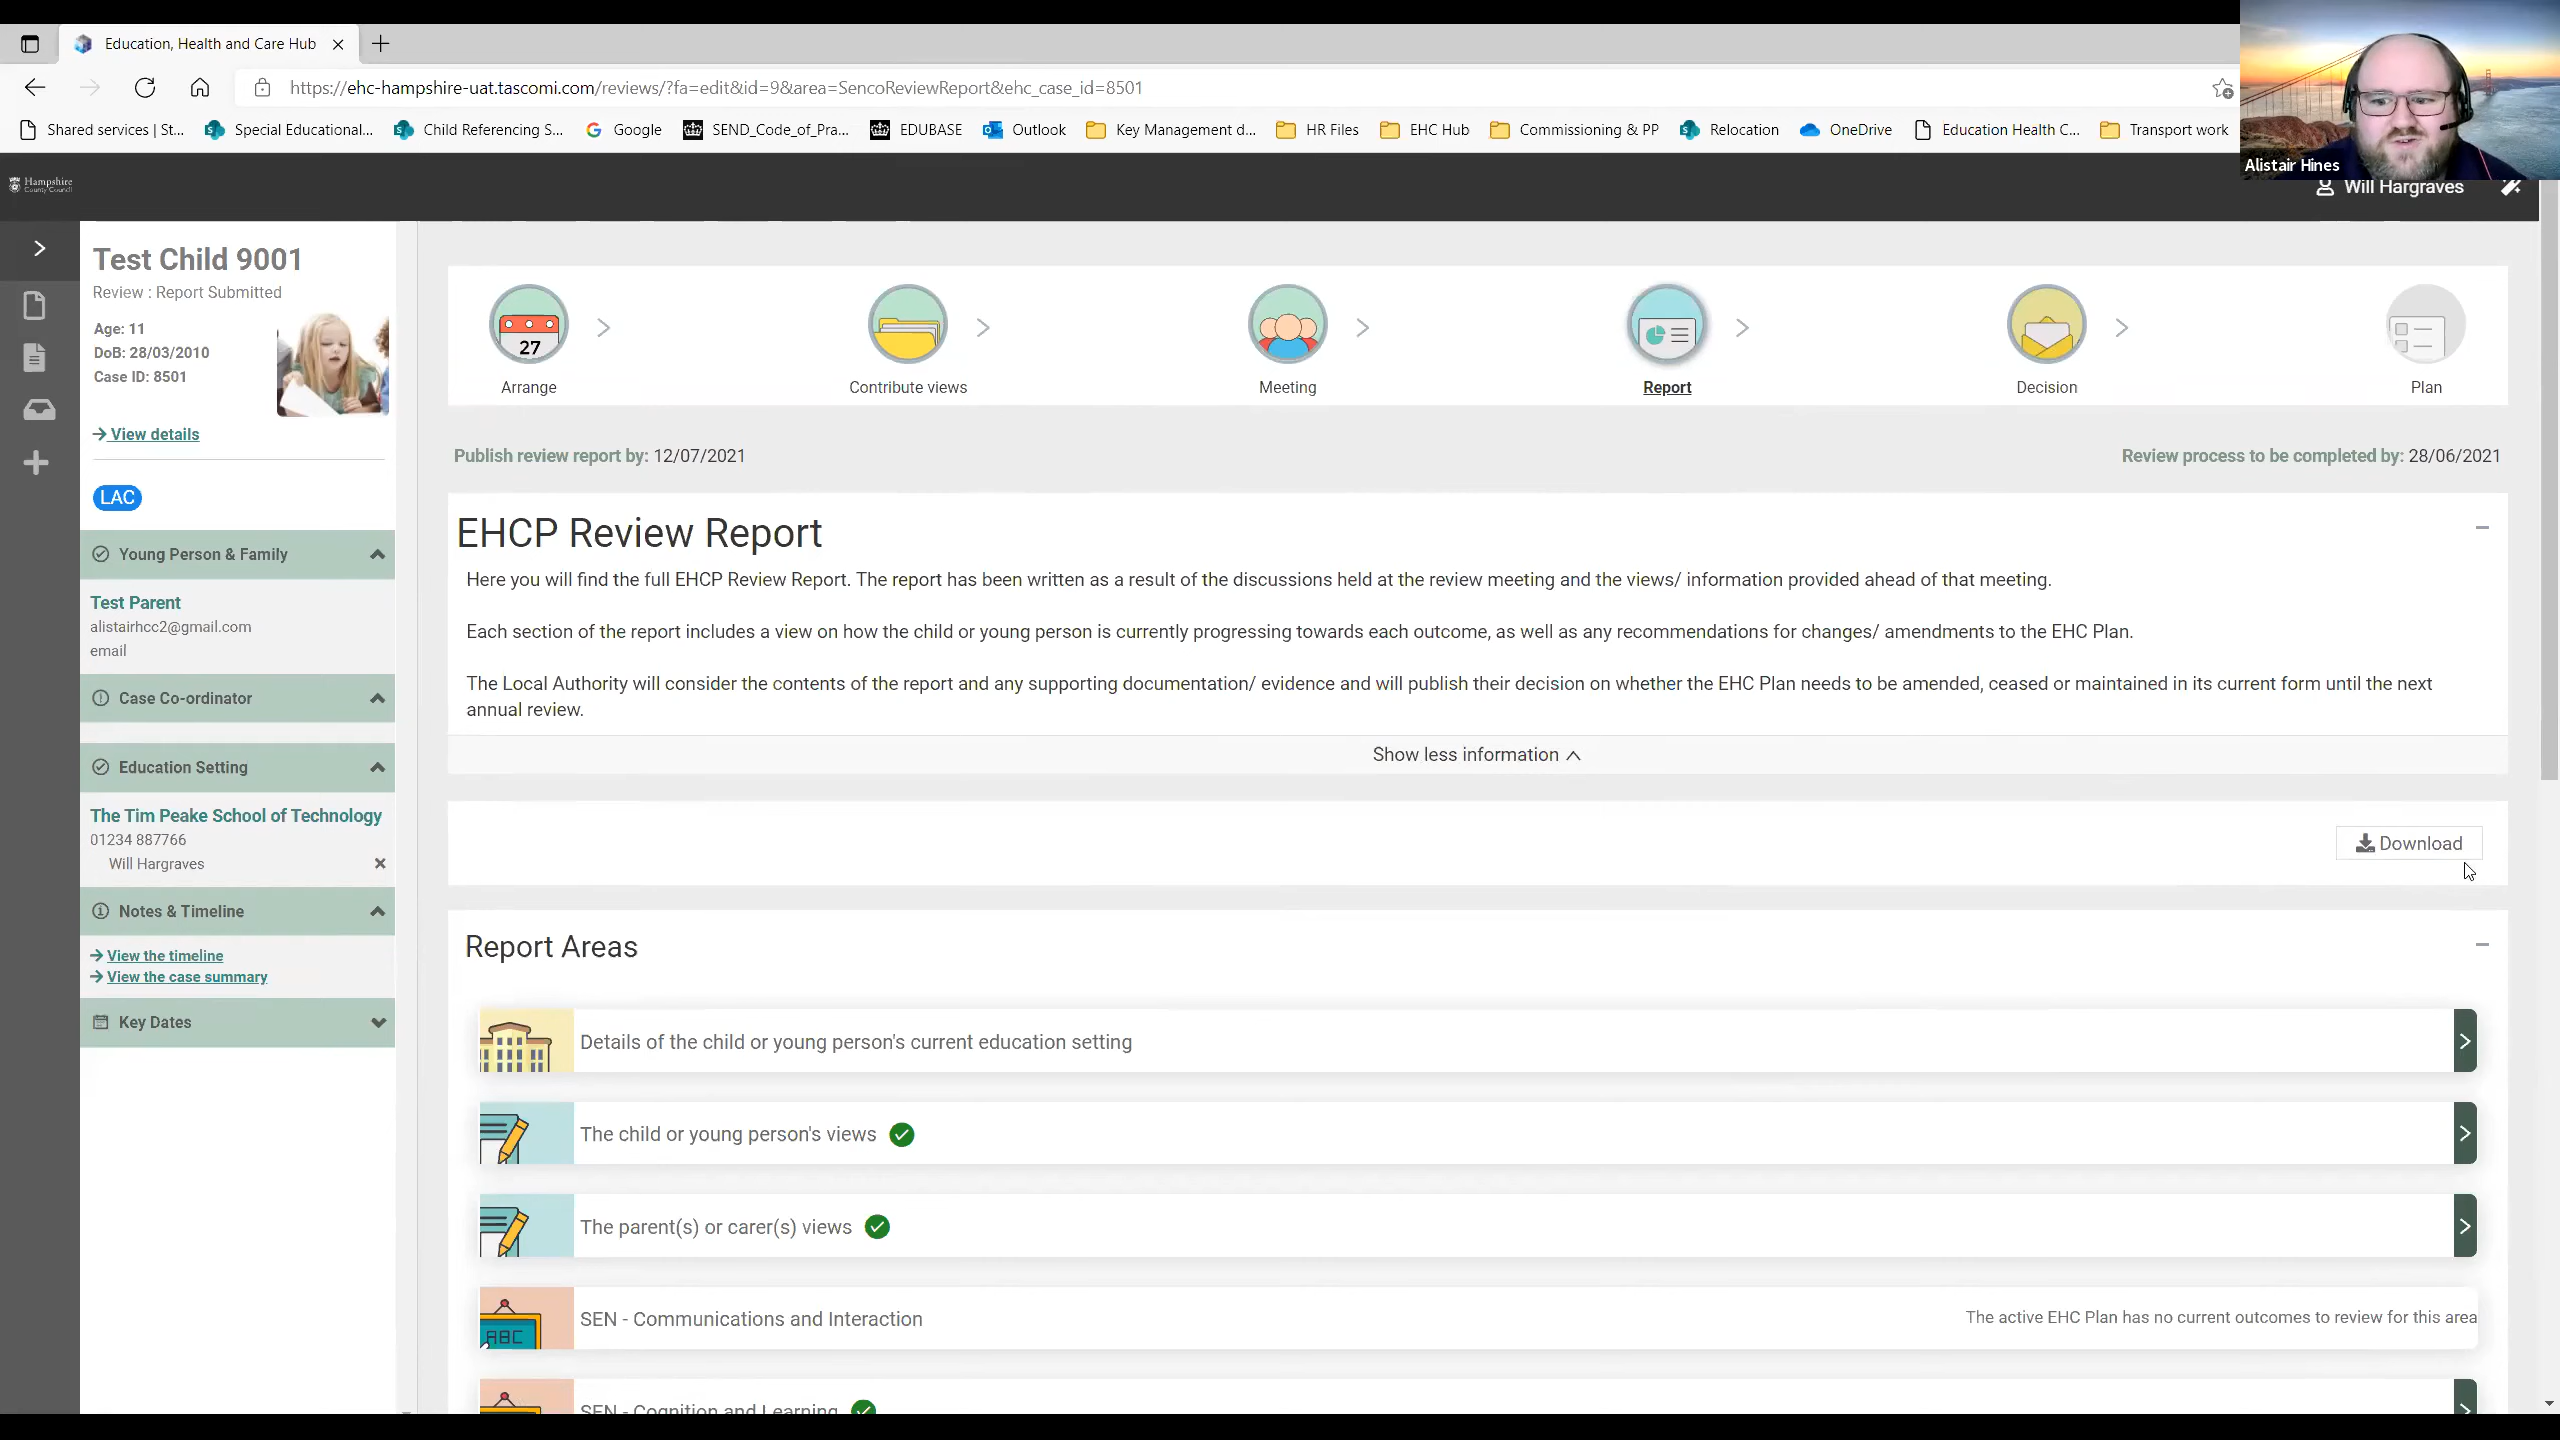 Education, Health and Care Hub
https://ehc-hampshire-uat.tascomi.com/reviews/?fa=edit&id=9&area=SencoReviewReport&ehc_case_id=8501
Shared services | St... Special Educational... Child Referencing S... Google SEND_Code_of_Pra... EDUBASE Outlook Key Management d... HR Files EHC Hub Commissioning & PP Relocation OneDrive Education Health C... Transport work
Alistair Hines
Hampshire
County Council
Will Hargraves
Test Child 9001
Review : Report Submitted
Age: 11
DoB: 28/03/2010
Case ID: 8501
View details
LAC
Young Person & Family
Test Parent
alistairhcc2@gmail.com
email
Case Co-ordinator
Education Setting
The Tim Peake School of Technology
01234 887766
Will Hargraves
Notes & Timeline
View the timeline
View the case summary
Key Dates
27
Arrange
Contribute views
Meeting
Report
Decision
Plan
Publish review report by: 12/07/2021
Review process to be completed by: 28/06/2021
EHCP Review Report
Here you will find the full EHCP Review Report. The report has been written as a result of the discussions held at the review meeting and the views/ information provided ahead of that meeting.
Each section of the report includes a view on how the child or young person is currently progressing towards each outcome, as well as any recommendations for changes/ amendments to the EHC Plan.
The Local Authority will consider the contents of the report and any supporting documentation/ evidence and will publish their decision on whether the EHC Plan needs to be amended, ceased or maintained in its current form until the next
annual review.
Show less information
Download
Report Areas
Details of the child or young person's current education setting
The child or young person's views
The parent(s) or carer(s) views
ABC
SEN - Communications and Interaction
The active EHC Plan has no current outcomes to review for this area
SEN - Cognition and Learning